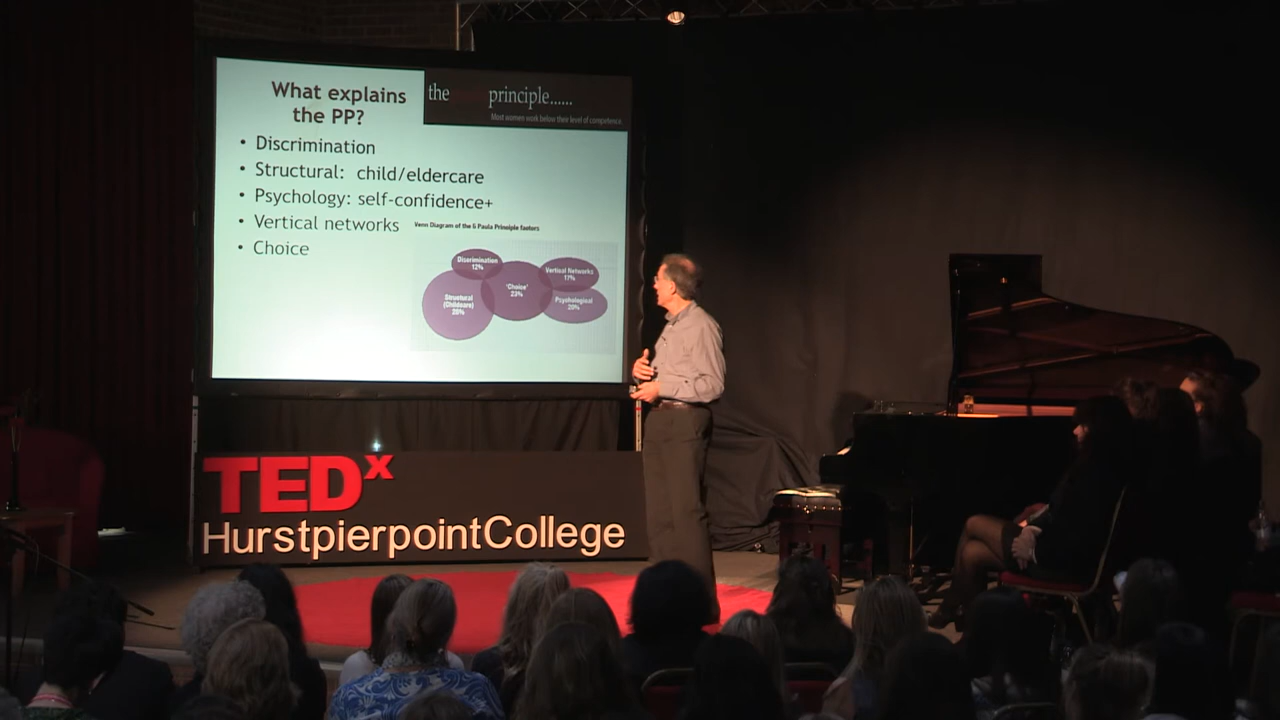 What explains
the PP?
the principle......
Most women work below their level of competence.
• Discrimination
• Structural: child/eldercare
• Psychology: self-confidence+
• Vertical networks
• Choice
Venn Diagram of the 5 Paula Principle factors
Discrimination
12%
Structural
(Childcare)
28%
'Choice'
23%
Vertical Networks
17%
Psychological
20%
TEDx
HurstpierpointCollege